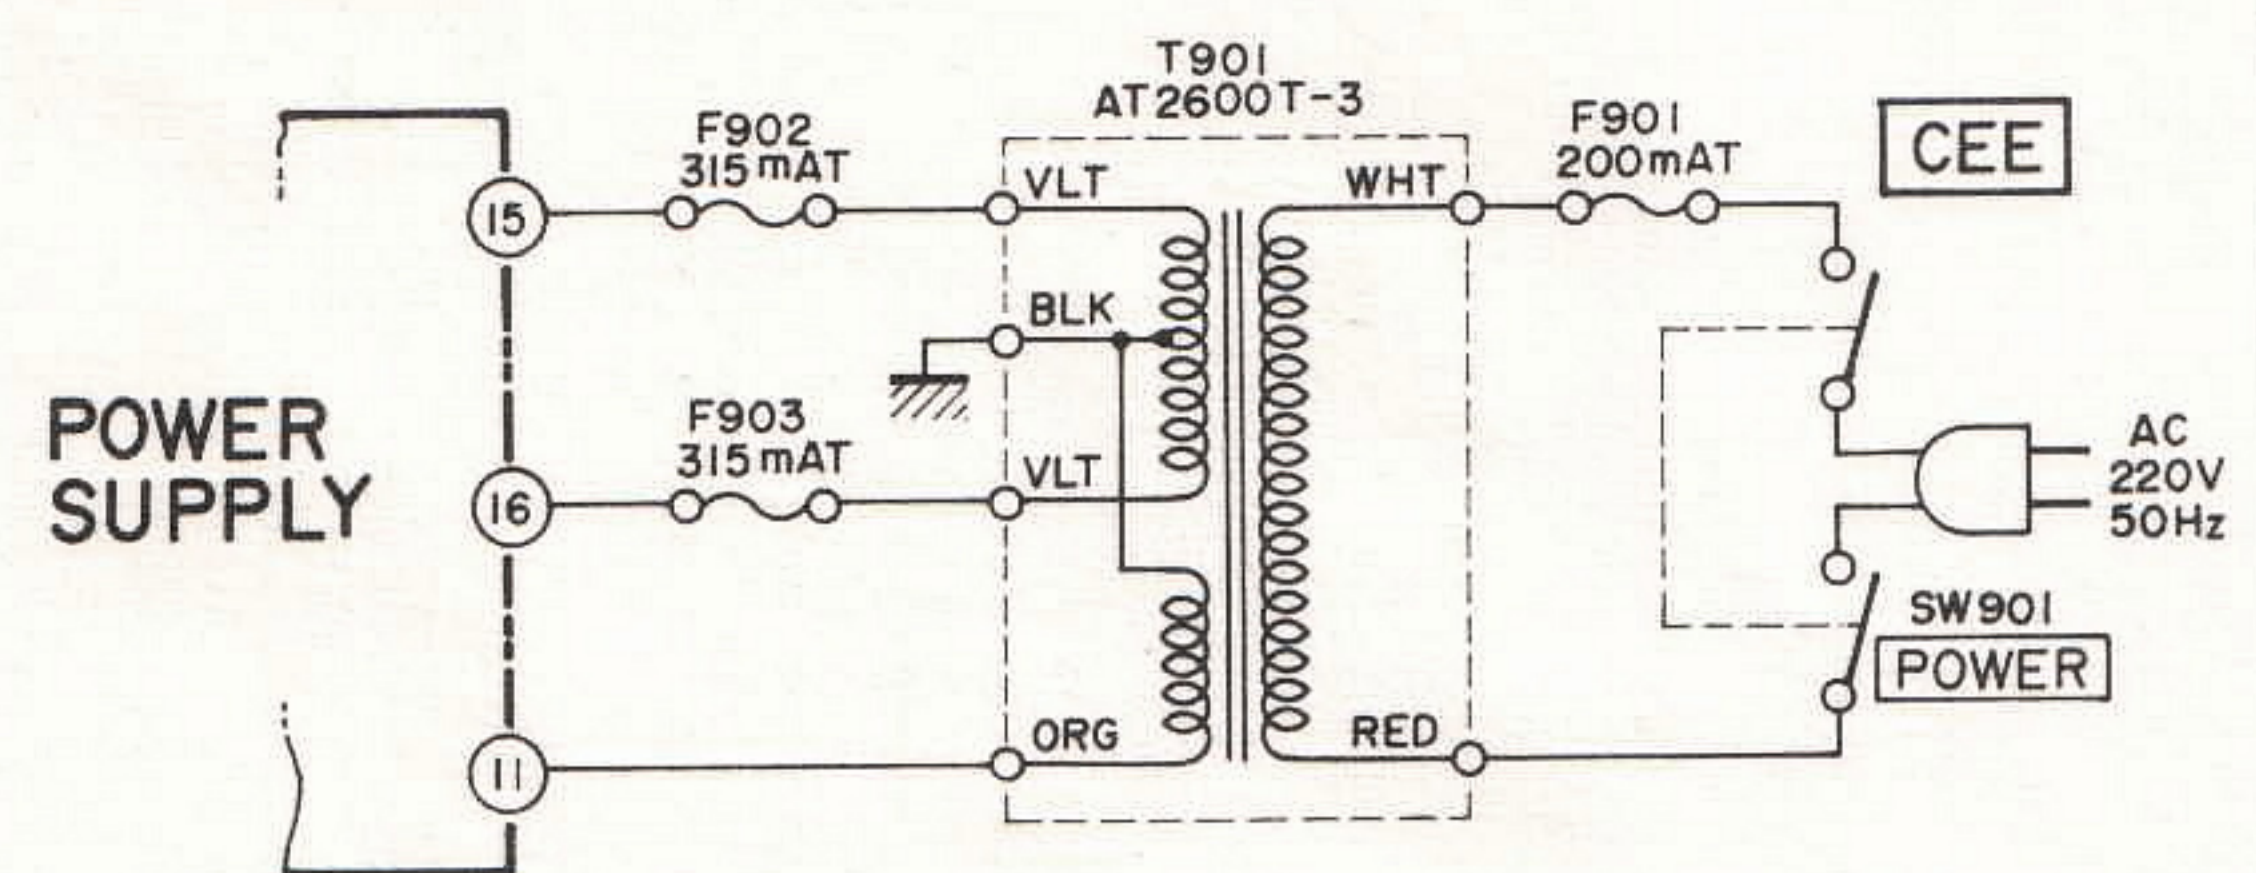 T901
AT2600T-3
F902
315mAT
F901
200mAT
CEE
15
VLT
WHT
BLK
POWER
SUPPLY
F903
315mAT
16
VLT
AC
220V
50Hz
SW901
POWER
11
ORG
RED